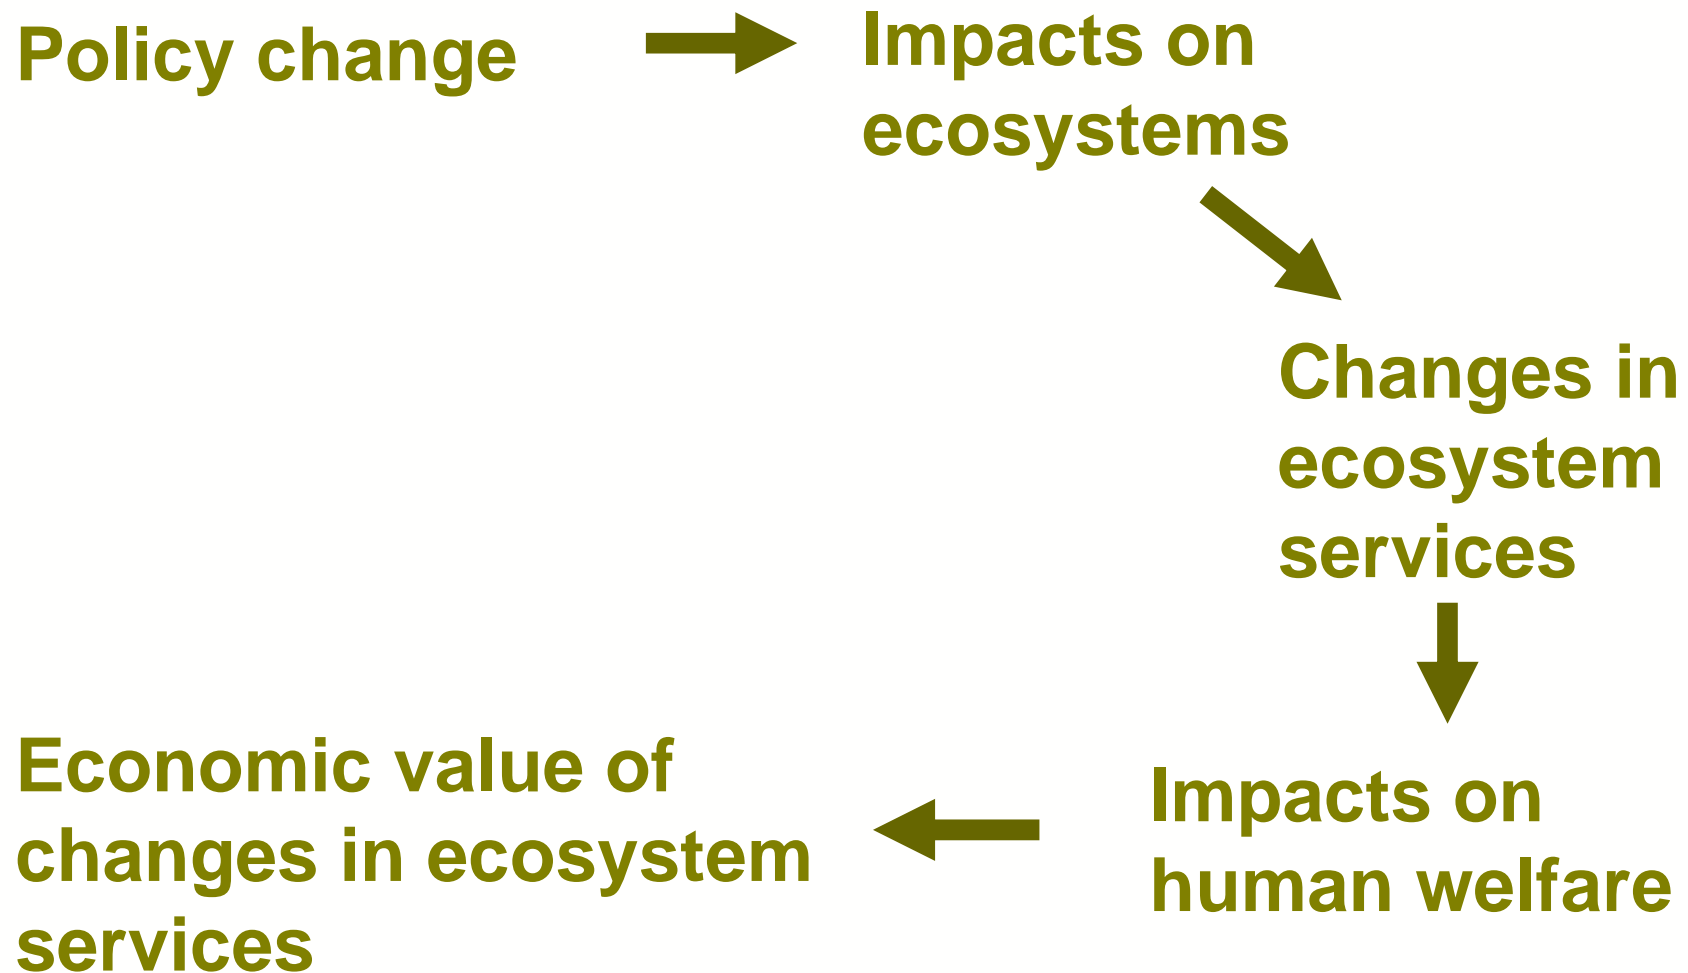 Policy change
Impacts on
ecosystems
Changes in
ecosystem
services
Impacts on
human welfare
Economic value of
changes in ecosystem
services